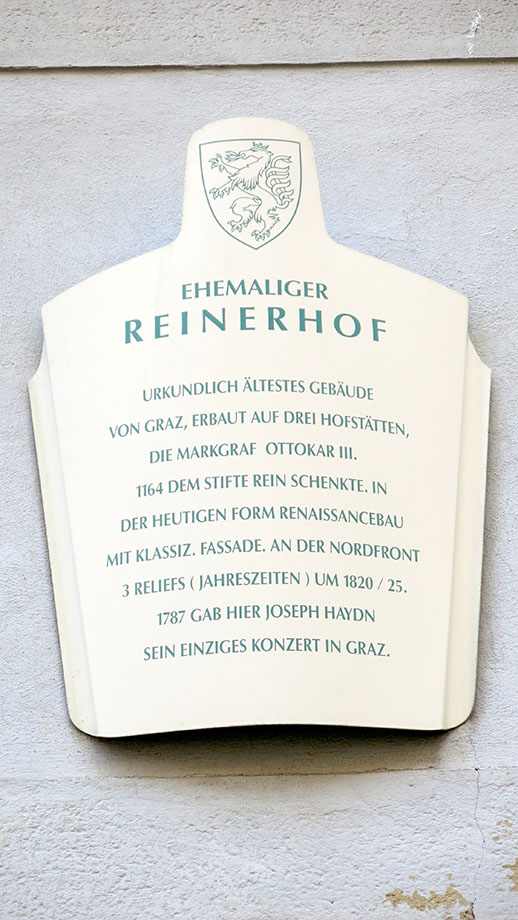 EHEMALIGER
REINERHOF
URKUNDLICH ÄLTESTES GEBÄUDE
VON GRAZ, ERBAUT AUF DREI HOFSTÄTTEN,
DIE MARKGRAF OTTOKAR III.
1164 DEM STIFTE REIN SCHENKTE. IN
DER HEUTIGEN FORM RENAISSANCEBAU
MIT KLASSIZ. FASSADE. AN DER NORDFRONT
3 RELIEFS ( JAHRESZEITEN ) UM 1820 / 25.
1787 GAB HIER JOSEPH HAYDN
SEIN EINZIGES KONZERT IN GRAZ.